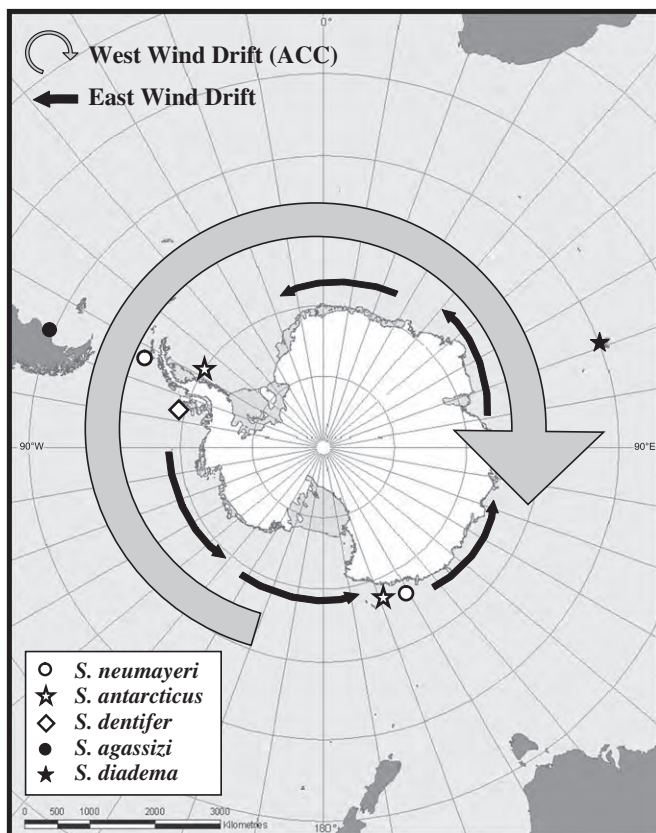 0°
West Wind Drift (ACC)
East Wind Drift
90°W
90°E
S. neumayeri
S. antarcticus
S. dentifer
S. agassizi
S. diadema
0 500 1000 2000 3000
Kilometres
180°